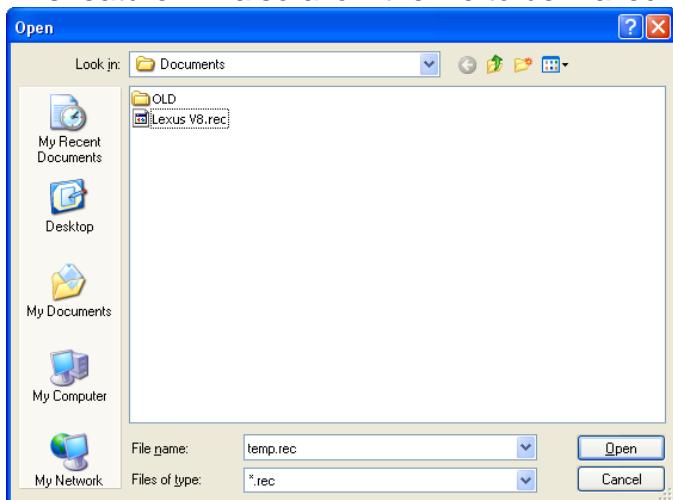 Open
Look in:
Documents
OLD
Lexus V8.rec
My Recent
Documents
Desktop
My Documents
My Computer
My Network
File name:
temp.rec
Open
Files of type:
*.rec
Cancel